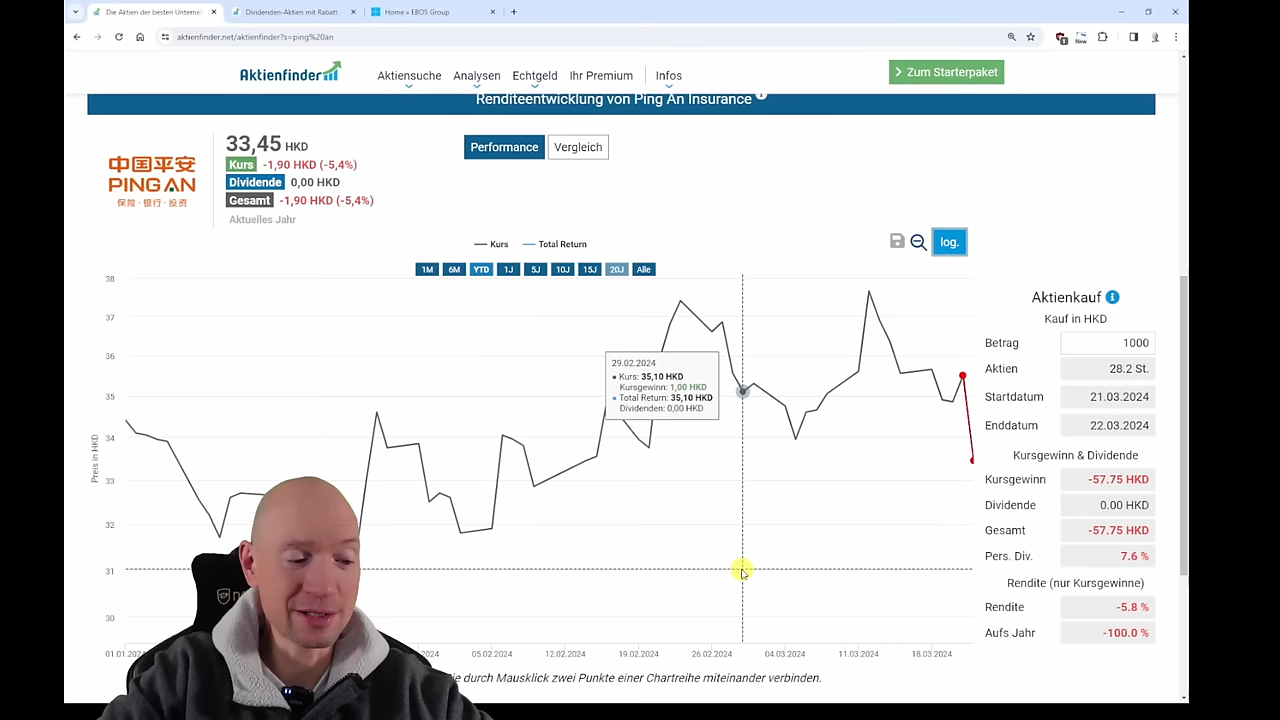 Die Aktien der besten Unterne
Dividenden-Aktien mit Rabatt
Home » EBOS Group
aktienfinder.net/aktienfinder?s=ping%20an
New
Aktienfinder
Aktiensuche
Analysen
Echtgeld
Ihr Premium
Infos
Zum Starterpaket
Renditeentwicklung von Ping An Insurance
中国平安
PING AN
保险·银行·投资
33,45 HKD
Kurs -1,90 HKD (-5,4%)
Dividende 0,00 HKD
Gesamt -1,90 HKD (-5,4%)
Aktuelles Jahr
Performance
Vergleich
Kurs
Total Return
log.
1M 6M YTD 1J 5J 10J 15J 20J Alle
38
37
36
35
34
33
32
31
30
Preis in HKD
29.02.2024
Kurs: 35,10 HKD
Kursgewinn: 1,00 HKD
Total Return: 35,10 HKD
Dividenden: 0,00 HKD
01.01.2024
.2024
05.02.2024
12.02.2024
19.02.2024
26.02.2024
04.03.2024
11.03.2024
18.03.2024
durch Mausklick zwei Punkte einer Chartreihe miteinander verbinden.
Aktienkauf
Kauf in HKD
Betrag 1000
Aktien 28.2 St.
Startdatum 21.03.2024
Enddatum 22.03.2024
Kursgewinn & Dividende
Kursgewinn -57.75 HKD
Dividende 0.00 HKD
Gesamt -57.75 HKD
Pers. Div. 7.6 %
Rendite (nur Kursgewinne)
Rendite -5.8 %
Aufs Jahr -100.0 %